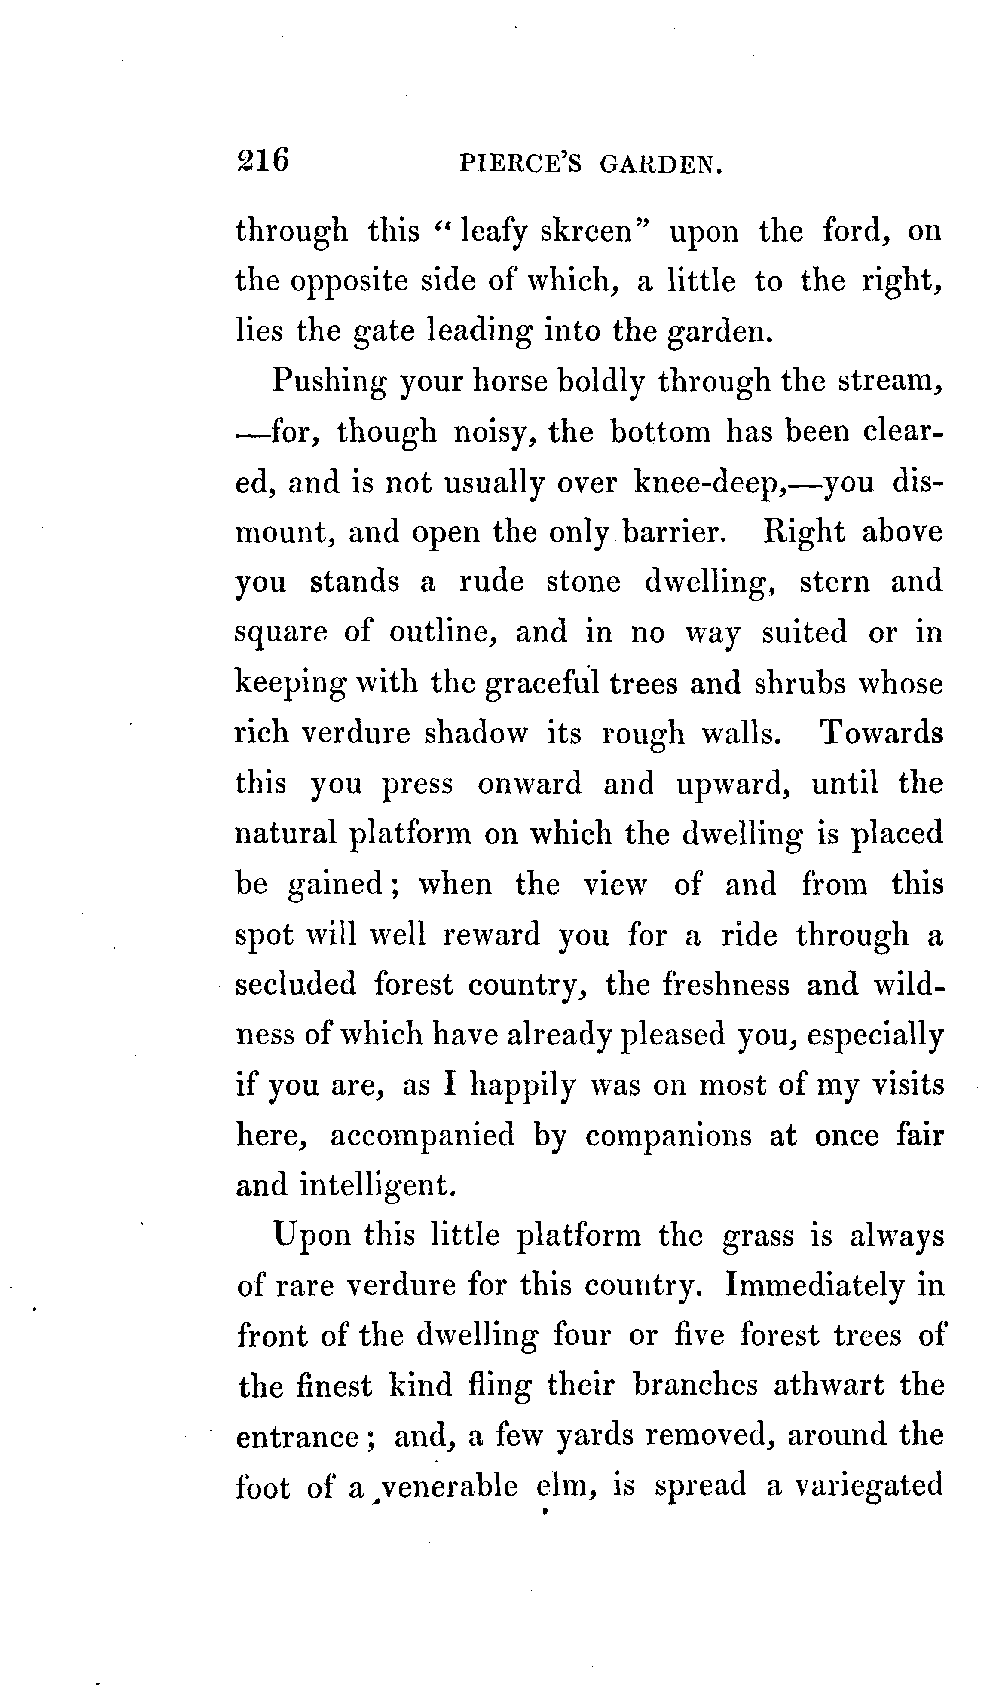 216 PIERCE'S GARDEN.
through this “ leafy skreen” upon the ford, on
the opposite side of which, a little to the right,
lies the gate leading into the garden.
Pushing your horse boldly through the stream,
—for, though noisy, the bottom has been clear-
ed, and is not usually over knee-deep,—you dis-
mount, and open the only barrier. Right above
you stands a rude stone dwelling, stern and
square of outline, and in no way suited or in
keeping with the graceful trees and shrubs whose
rich verdure shadow its rough walls. Towards
this you press onward and upward, until the
natural platform on which the dwelling is placed
be gained ; when the view of and from this
spot will well reward you for a ride through a
secluded forest country, the freshness and wild-
ness of which have already pleased you, especially
if you are, as I happily was on most of my visits
here, accompanied by companions at once fair
and intelligent.
Upon this little platform the grass is always
of rare verdure for this country. Immediately in
front of the dwelling four or five forest trees of
the finest kind fling their branches athwart the
entrance ; and, a few yards removed, around the
foot of a venerable elm, is spread a variegated